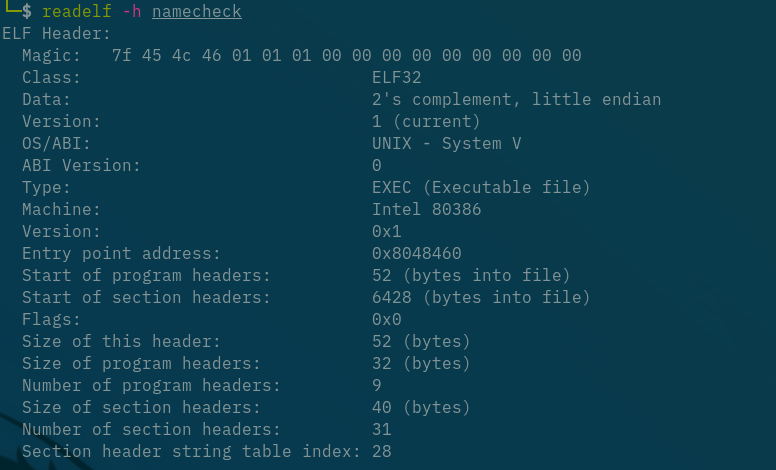 └─$ readelf -h namecheck
ELF Header:
  Magic:   7f 45 4c 46 01 01 01 00 00 00 00 00 00 00 00 00
  Class:                             ELF32
  Data:                              2's complement, little endian
  Version:                           1 (current)
  OS/ABI:                            UNIX - System V
  ABI Version:                       0
  Type:                              EXEC (Executable file)
  Machine:                           Intel 80386
  Version:                           0x1
  Entry point address:               0x8048460
  Start of program headers:          52 (bytes into file)
  Start of section headers:          6428 (bytes into file)
  Flags:                             0x0
  Size of this header:               52 (bytes)
  Size of program headers:           32 (bytes)
  Number of program headers:         9
  Size of section headers:           40 (bytes)
  Number of section headers:         31
  Section header string table index: 28